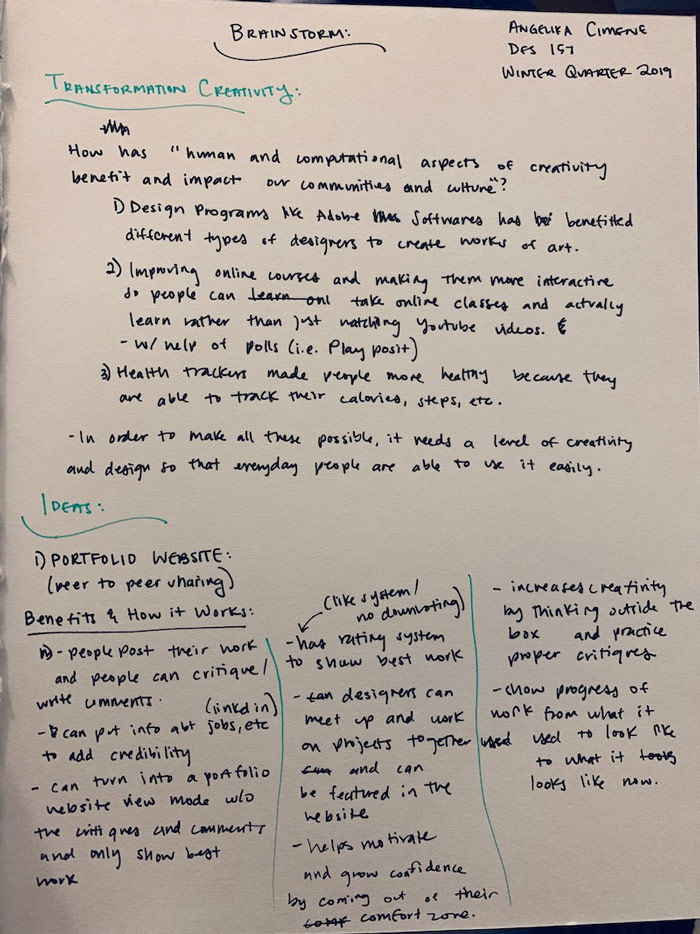 BRAINSTORM:
ANGELIKA CIMENE
DES 157
WINTER QUARTER 2019
TRANSFORMATION CREATIVITY:
How has "human and computational aspects of creativity
benefit and impact our communities and culture"?
1) Design Programs like Adobe Softwares has benefitted
different types of designers to create works of art.
2) Improving online courses and making them more interactive
so people can learn onl take online classes and actually
learn rather than just watching Youtube videos.
- w/ help of polls (i.e. Play posit)
3) Health trackers made people more healthy because they
are able to track their calories, steps, etc.
- In order to make all these possible, it needs a level of creativity
and design so that everyday people are able to use it easily.
IDEAS:
1) PORTFOLIO WEBSITE:
(peer to peer sharing)
Benefits & How it Works:
- people post their work
and people can critique/
write comments.
(linkd in)
- can put info abt jobs, etc
to add credibility
- can turn into a portfolio
website view mode w/o
the critiques and comments
and only show best
work
(like system/
no downvoting)
- has rating system
to show best work
- can designers can
meet up and work
on projects together
and can
be featured in the
website
- helps motivate
and grow confidence
by coming out of their
comf comfort zone.
- increases creativity
by thinking outside the
box and practice
proper critiques
- show progress of
work from what it
used used to look like
to what it looks
looks like now.